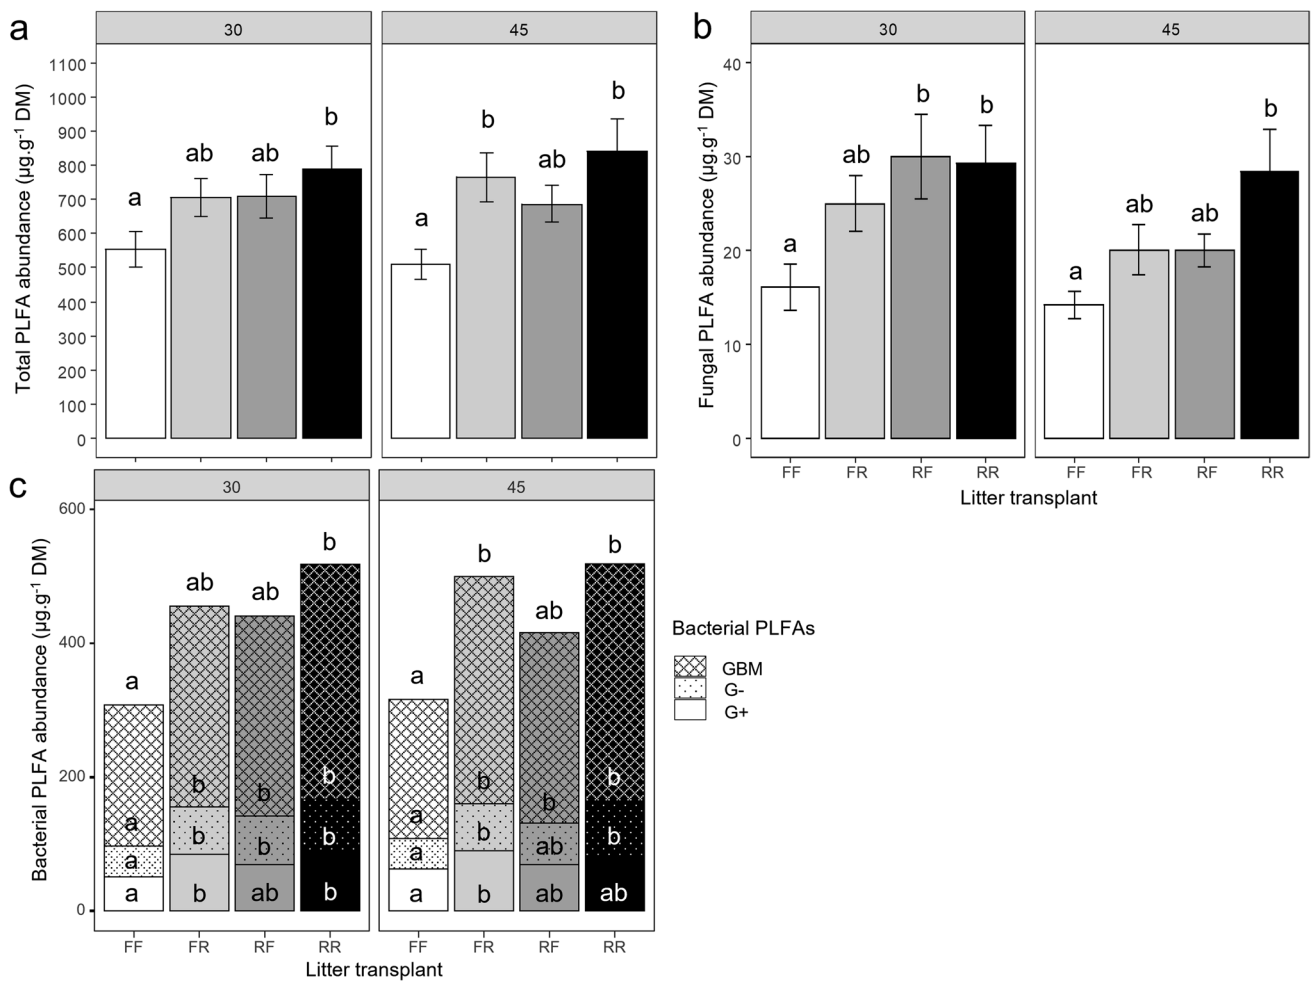 a
30
45
Total PLFA abundance (µg.g-1 DM)
1100
1000
900
800
700
600
500
400
300
200
100
0
a
ab
ab
b
a
b
ab
b
b
30
45
Fungal PLFA abundance (µg.g-1 DM)
40
30
20
10
0
a
ab
b
b
a
ab
ab
b
FF
FR
RF
RR
FF
FR
RF
RR
Litter transplant
c
30
45
Bacterial PLFA abundance (µg.g-1 DM)
600
400
200
0
a
ab
ab
b
a
b
ab
b
a
b
b
b
a
b
b
b
a
b
b
b
a
b
ab
b
a
b
ab
b
a
b
ab
ab
FF
FR
RF
RR
FF
FR
RF
RR
Litter transplant
Bacterial PLFAs
GBM
G-
G+